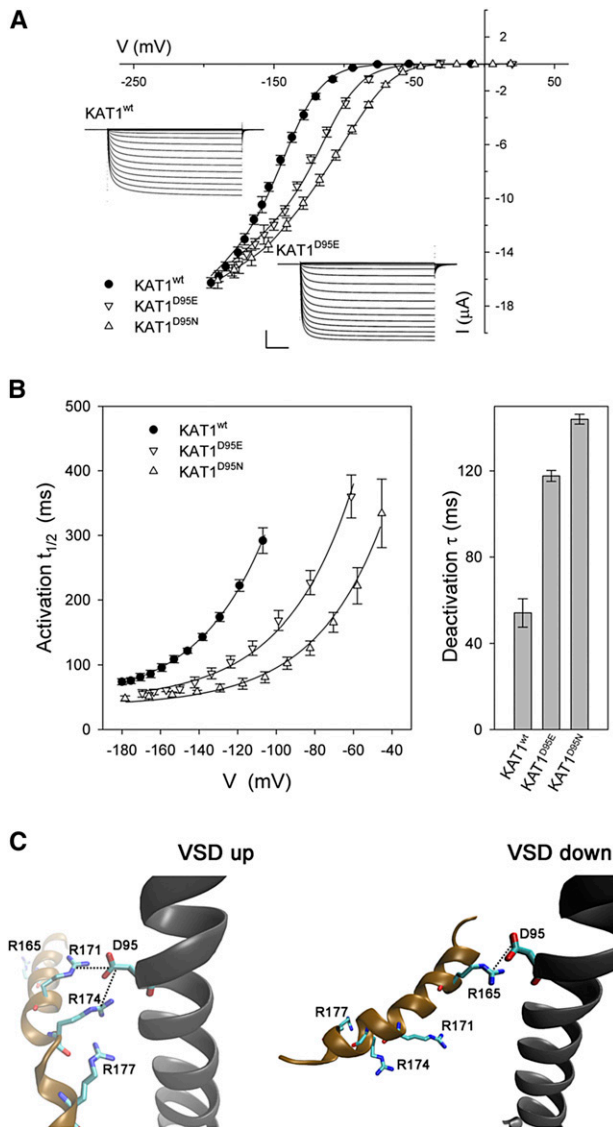 A
V (mV)
-250 -150 -50 50
2
-2
-6
-10
-14
-18
I (μA)
KAT1wt
KAT1D95E
KAT1wt
KAT1D95E
KAT1D95N
B
500
400
300
200
100
0
Activation t1/2 (ms)
KAT1wt
KAT1D95E
KAT1D95N
-180 -160 -140 -120 -100 -80 -60 -40
V (mV)
120
60
0
Deactivation τ (ms)
KAT1wt
KAT1D95E
KAT1D95N
C
VSD up
R165
R171
D95
R174
R177
VSD down
D95
R165
R177
R171
R174